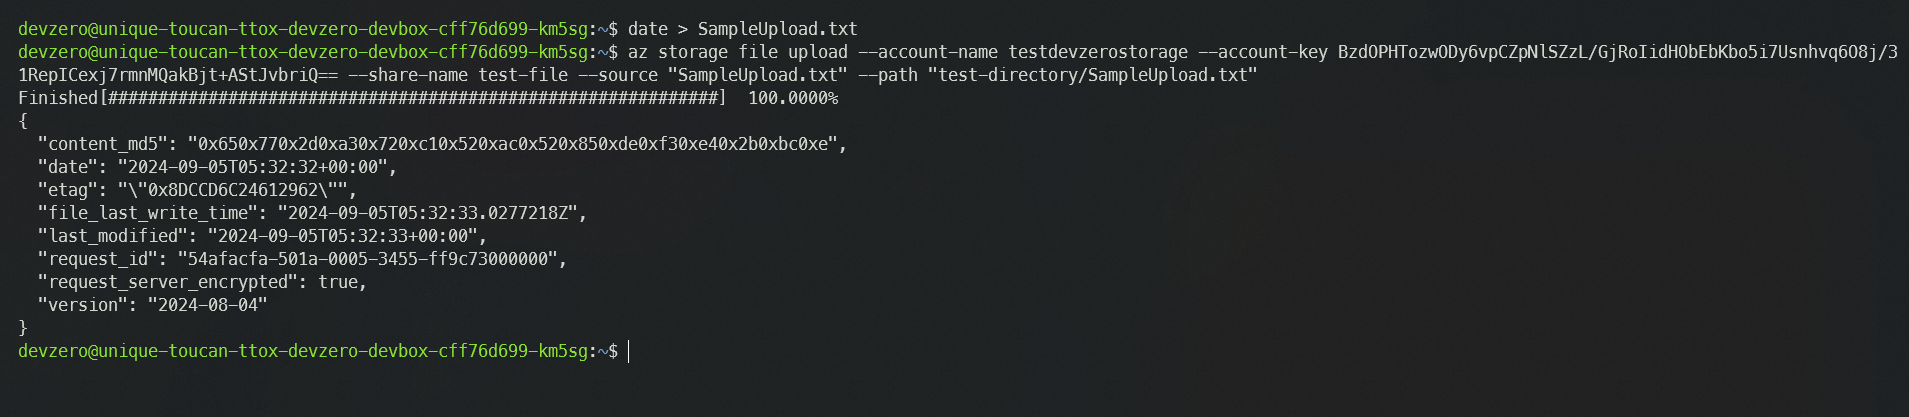 devzero@unique-toucan-ttox-devzero-devbox-cff76d699-km5sg:~$ date > SampleUpload.txt
devzero@unique-toucan-ttox-devzero-devbox-cff76d699-km5sg:~$ az storage file upload --account-name testdevzerostorage --account-key BzdOPHTozwODy6vpCZpNlSZzL/GjRoIidHObEbKbo5i7Usnhvq6O8j/3
1RepICexj7rmnMQakBjt+AStJvbriQ== --share-name test-file --source "SampleUpload.txt" --path "test-directory/SampleUpload.txt"
Finished[#############################################################]  100.0000%
{
  "content_md5": "0x650x770x2d0xa30x720xc10x520xac0x520x850xde0xf30xe40x2b0xbc0xe",
  "date": "2024-09-05T05:32:32+00:00",
  "etag": "\"0x8DCCD6C24612962\"",
  "file_last_write_time": "2024-09-05T05:32:33.0277218Z",
  "last_modified": "2024-09-05T05:32:33+00:00",
  "request_id": "54afacfa-501a-0005-3455-ff9c73000000",
  "request_server_encrypted": true,
  "version": "2024-08-04"
}
devzero@unique-toucan-ttox-devzero-devbox-cff76d699-km5sg:~$